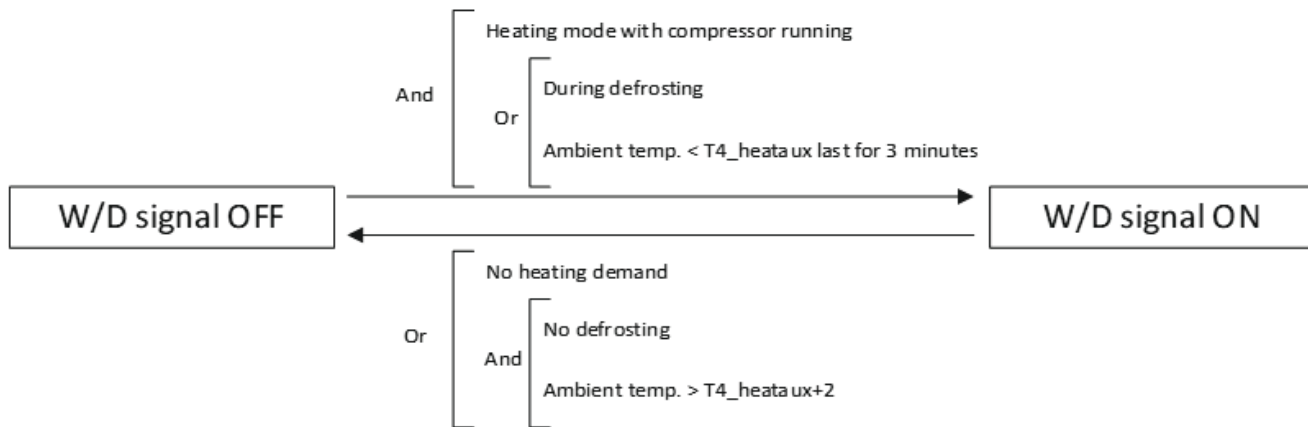 Heating mode with compressor running
During defrosting
And
Or
Ambient temp. < T4_heataux last for 3 minutes
W/D signal OFF
W/D signal ON
No heating demand
No defrosting
Or
And
Ambient temp. > T4_heataux+2